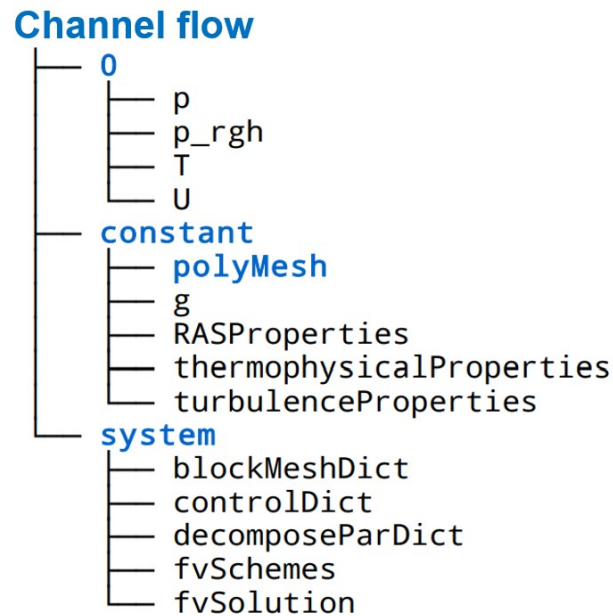 Channel flow
0
p
p_rgh
T
U
constant
polyMesh
g
RASProperties
thermophysicalProperties
turbulenceProperties
system
blockMeshDict
controlDict
decomposeParDict
fvSchemes
fvSolution